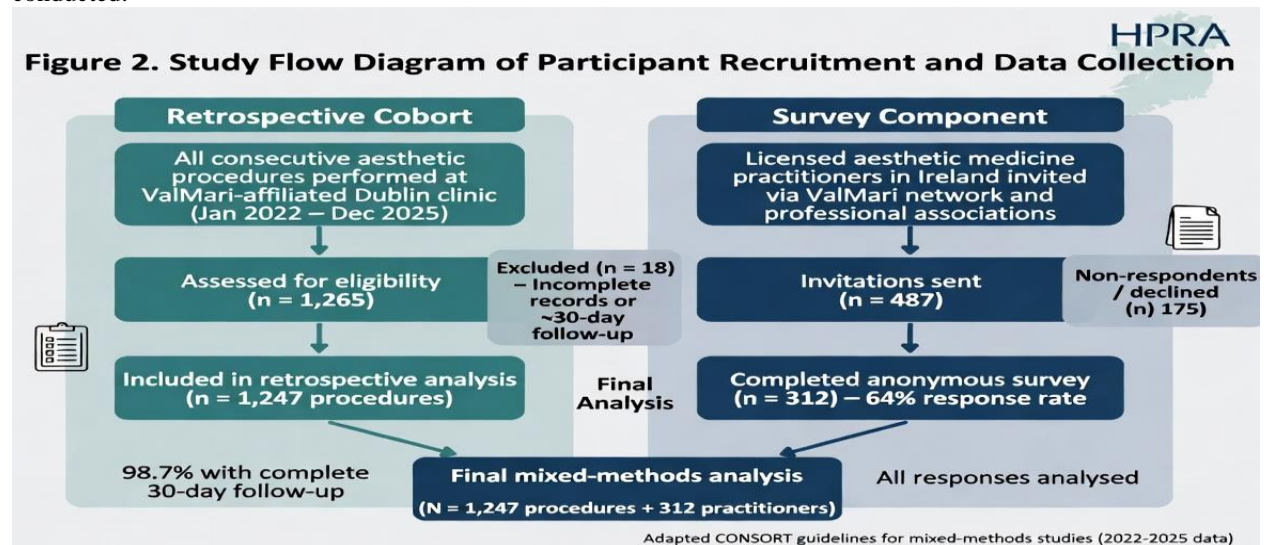 HPRA
Figure 2. Study Flow Diagram of Participant Recruitment and Data Collection
Retrospective Cohort
All consecutive aesthetic
procedures performed at
ValMari-affiliated Dublin clinic
(Jan 2022 – Dec 2025)
Assessed for eligibility
(n = 1,265)
Excluded (n = 18)
– Incomplete
records or
~30-day
follow-up
Included in retrospective analysis
(n = 1,247 procedures)
98.7% with complete
30-day follow-up
Survey Component
Licensed aesthetic medicine
practitioners in Ireland invited
via ValMari network and
professional associations
Invitations sent
(n = 487)
Non-respondents
/ declined
(n) 175)
Completed anonymous survey
(n = 312) – 64% response rate
All responses analysed
Final
Analysis
Final mixed-methods analysis
(N = 1,247 procedures + 312 practitioners)
Adapted CONSORT guidelines for mixed-methods studies (2022-2025 data)